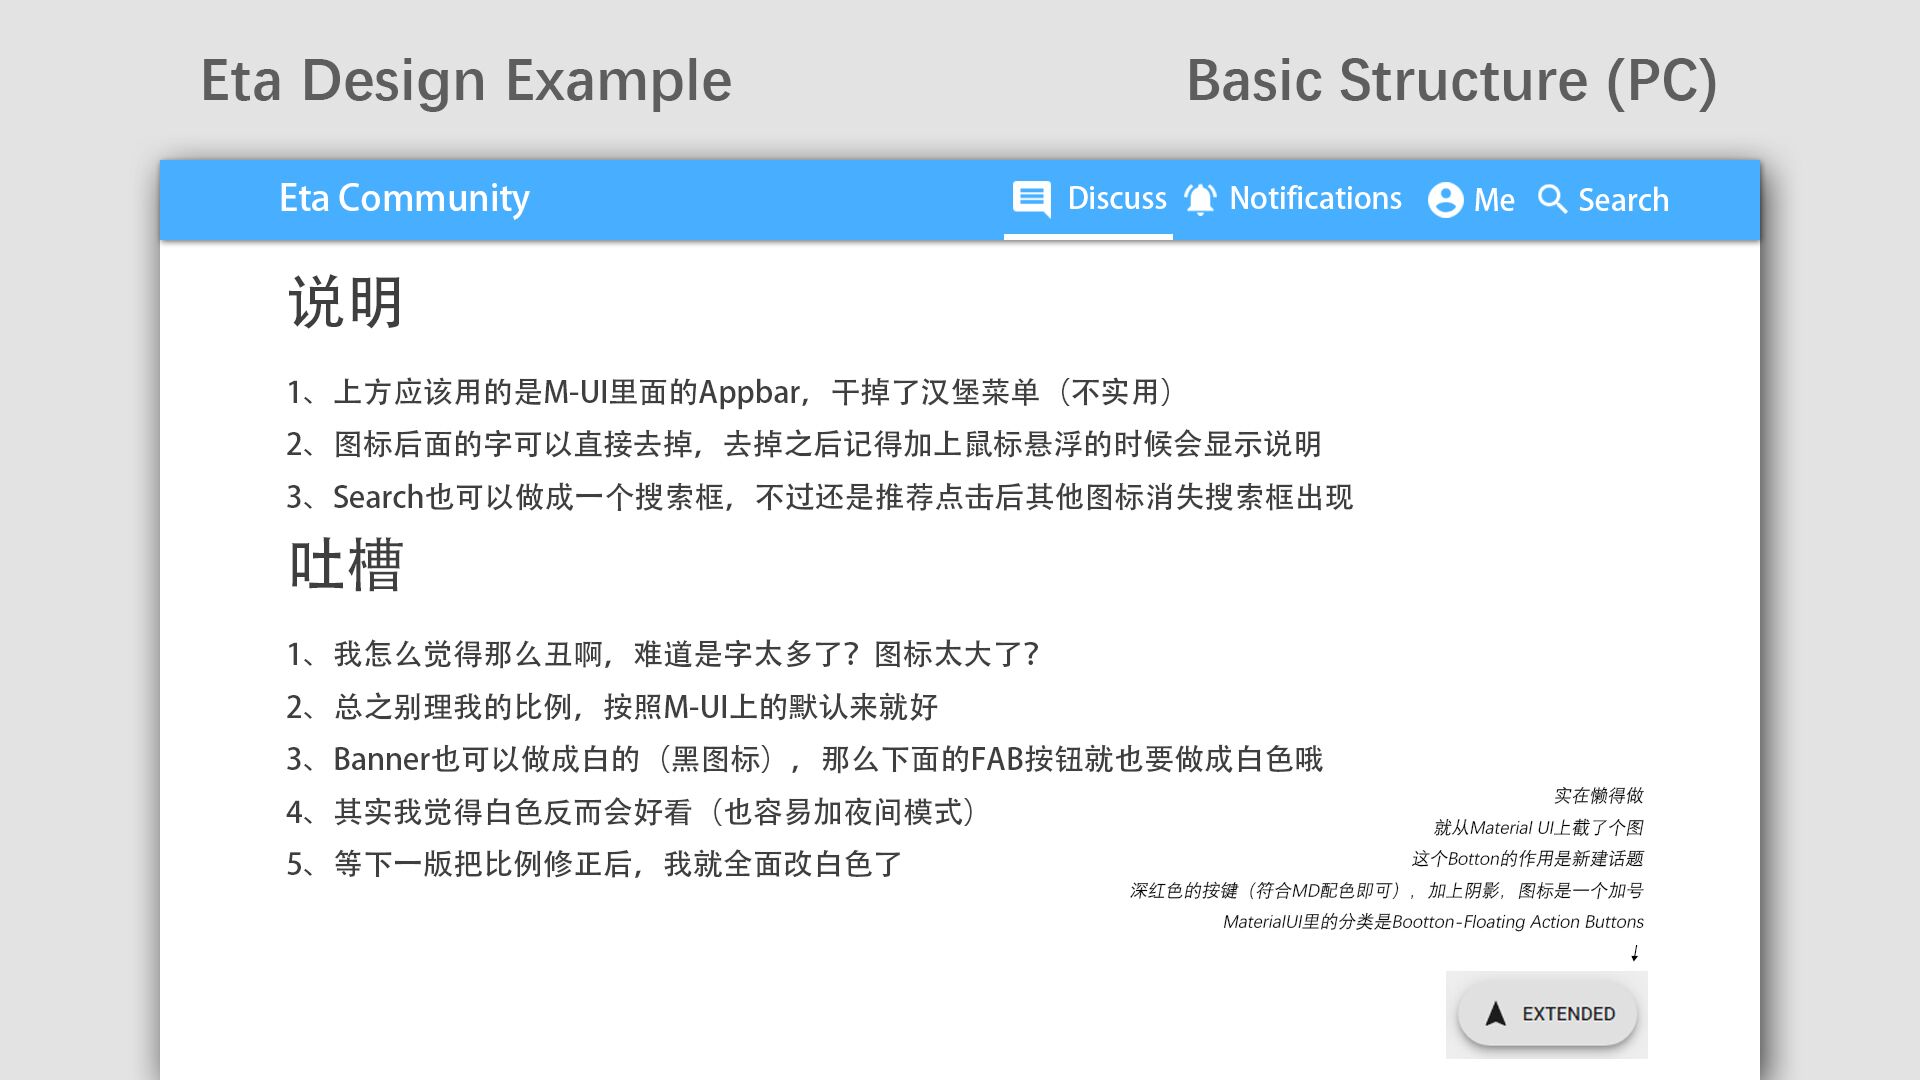 Eta Design Example
Basic Structure (PC)
Eta Community
Discuss
Notifications
Me
Search
说明
1、上方应该用的是M-UI里面的Appbar，干掉了汉堡菜单（不实用）
2、图标后面的字可以直接去掉，去掉之后记得加上鼠标悬浮的时候会显示说明
3、Search也可以做成一个搜索框，不过还是推荐点击后其他图标消失搜索框出现
吐槽
1、我怎么觉得那么丑啊，难道是字太多了？图标太大了？
2、总之别理我的比例，按照M-UI上的默认来就好
3、Banner也可以做成白的（黑图标），那么下面的FAB按钮就也要做成白色哦
4、其实我觉得白色反而会好看（也容易加夜间模式）
5、等下一版把比例修正后，我就全面改白色了
实在懒得做
就从Material UI上截了个图
这个Botton的作用是新建话题
深红色的按键（符合MD配色即可），加上阴影，图标是一个加号
MaterialUI里的分类是Bootton-Floating Action Buttons
↓
EXTENDED